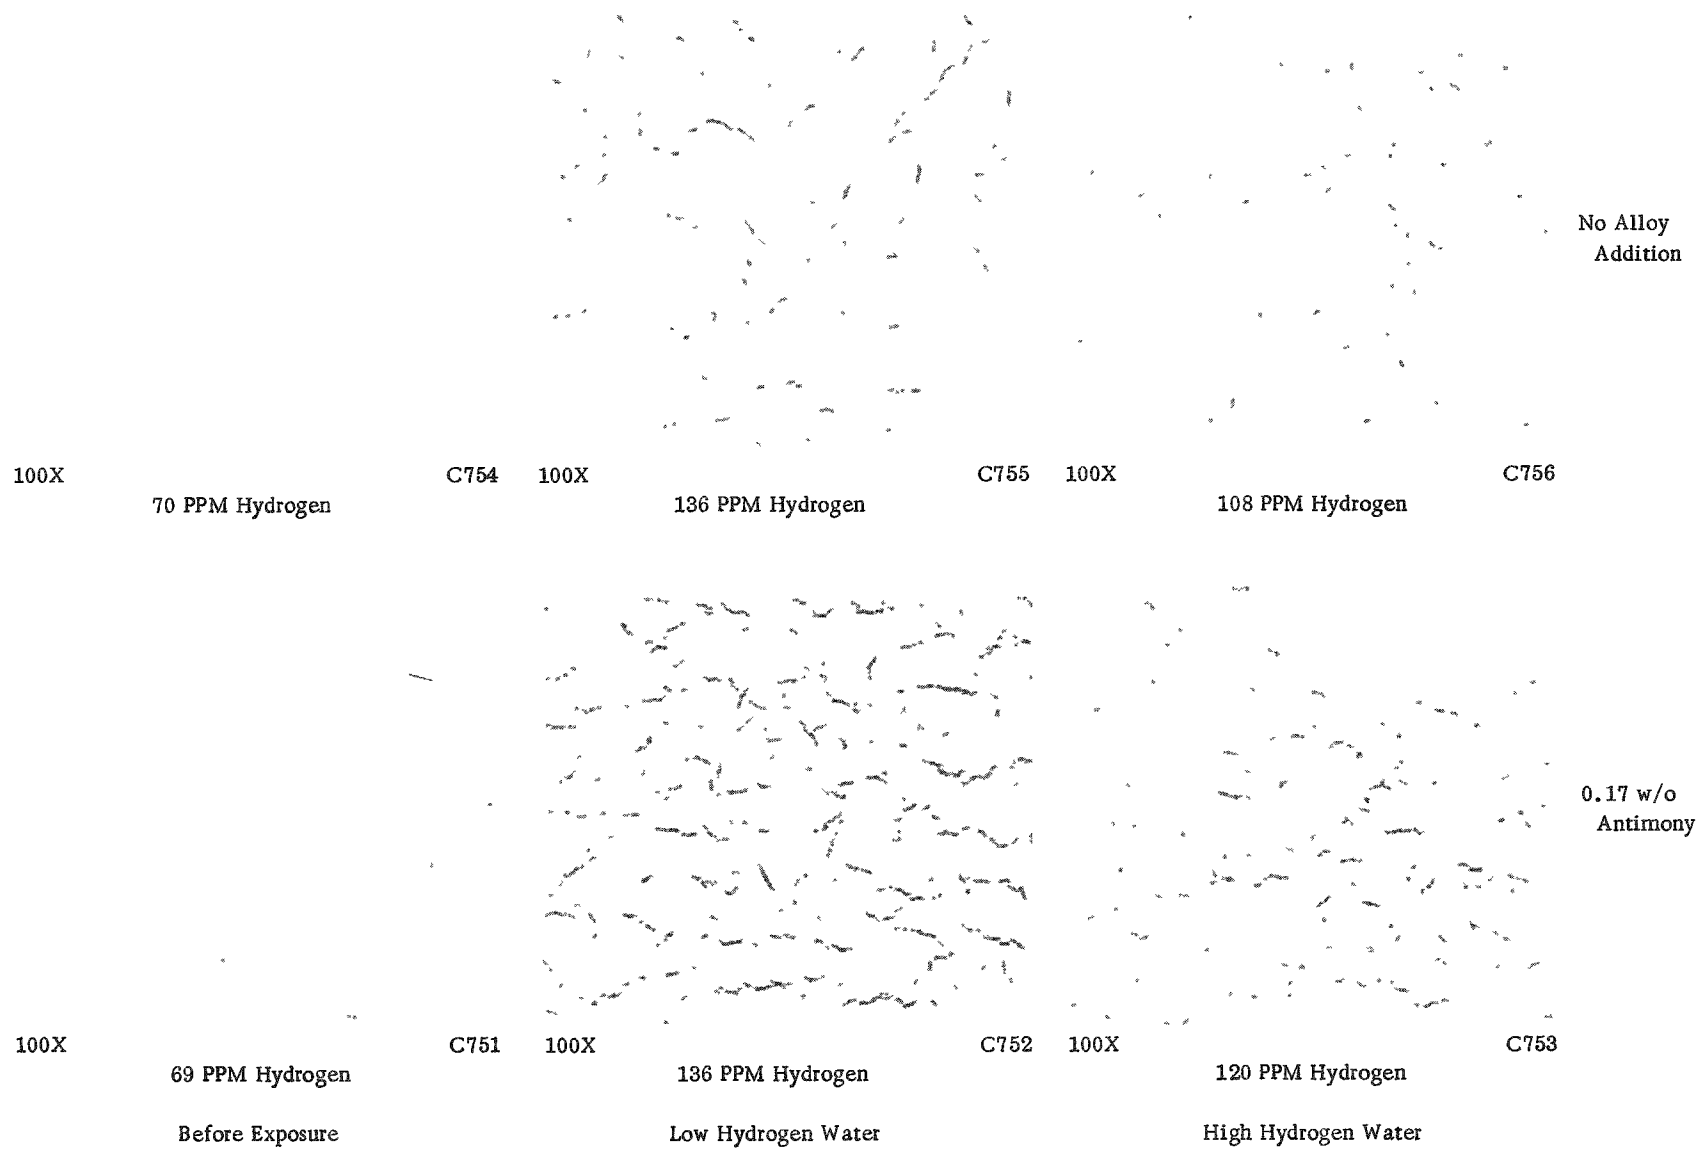 No Alloy
Addition
100X C754 100X C755 100X C756
70 PPM Hydrogen 136 PPM Hydrogen 108 PPM Hydrogen
0.17 w/o
Antimony
100X C751 100X C752 100X C753
69 PPM Hydrogen 136 PPM Hydrogen 120 PPM Hydrogen
Before Exposure Low Hydrogen Water High Hydrogen Water